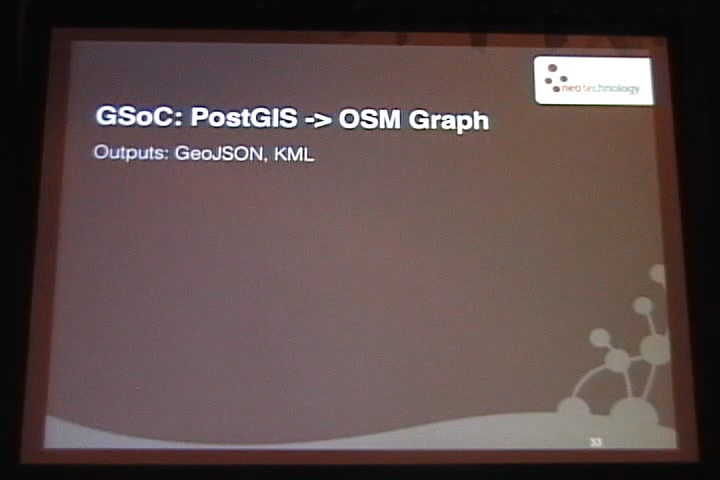 neo technology
GSoC: PostGIS -> OSM Graph
Outputs: GeoJSON, KML
33